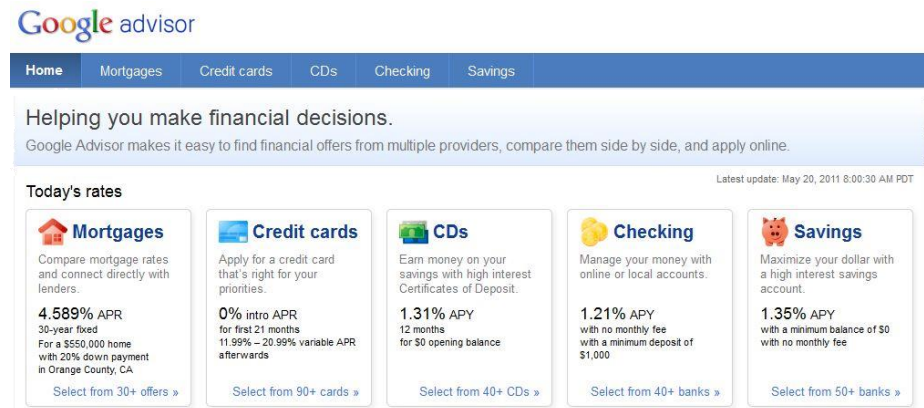 Google advisor
Home Mortgages Credit cards CDs Checking Savings
Helping you make financial decisions.
Google Advisor makes it easy to find financial offers from multiple providers, compare them side by side, and apply online.
Latest update: May 20, 2011 8:00:30 AM PDT
Today's rates
Mortgages
Compare mortgage rates
and connect directly with
lenders.
4.589% APR
30-year fixed
For a $550,000 home
with 20% down payment
in Orange County, CA
Select from 30+ offers »
Credit cards
Apply for a credit card
that's right for your
priorities.
0% intro APR
for first 21 months
11.99% – 20.99% variable APR
afterwards
Select from 90+ cards »
CDs
Earn money on your
savings with high interest
Certificates of Deposit.
1.31% APY
12 months
for $0 opening balance
Select from 40+ CDs »
Checking
Manage your money with
online or local accounts.
1.21% APY
with no monthly fee
with a minimum deposit of
$1,000
Select from 40+ banks »
Savings
Maximize your dollar with
a high interest savings
account.
1.35% APY
with a minimum balance of $0
with no monthly fee
Select from 50+ banks »